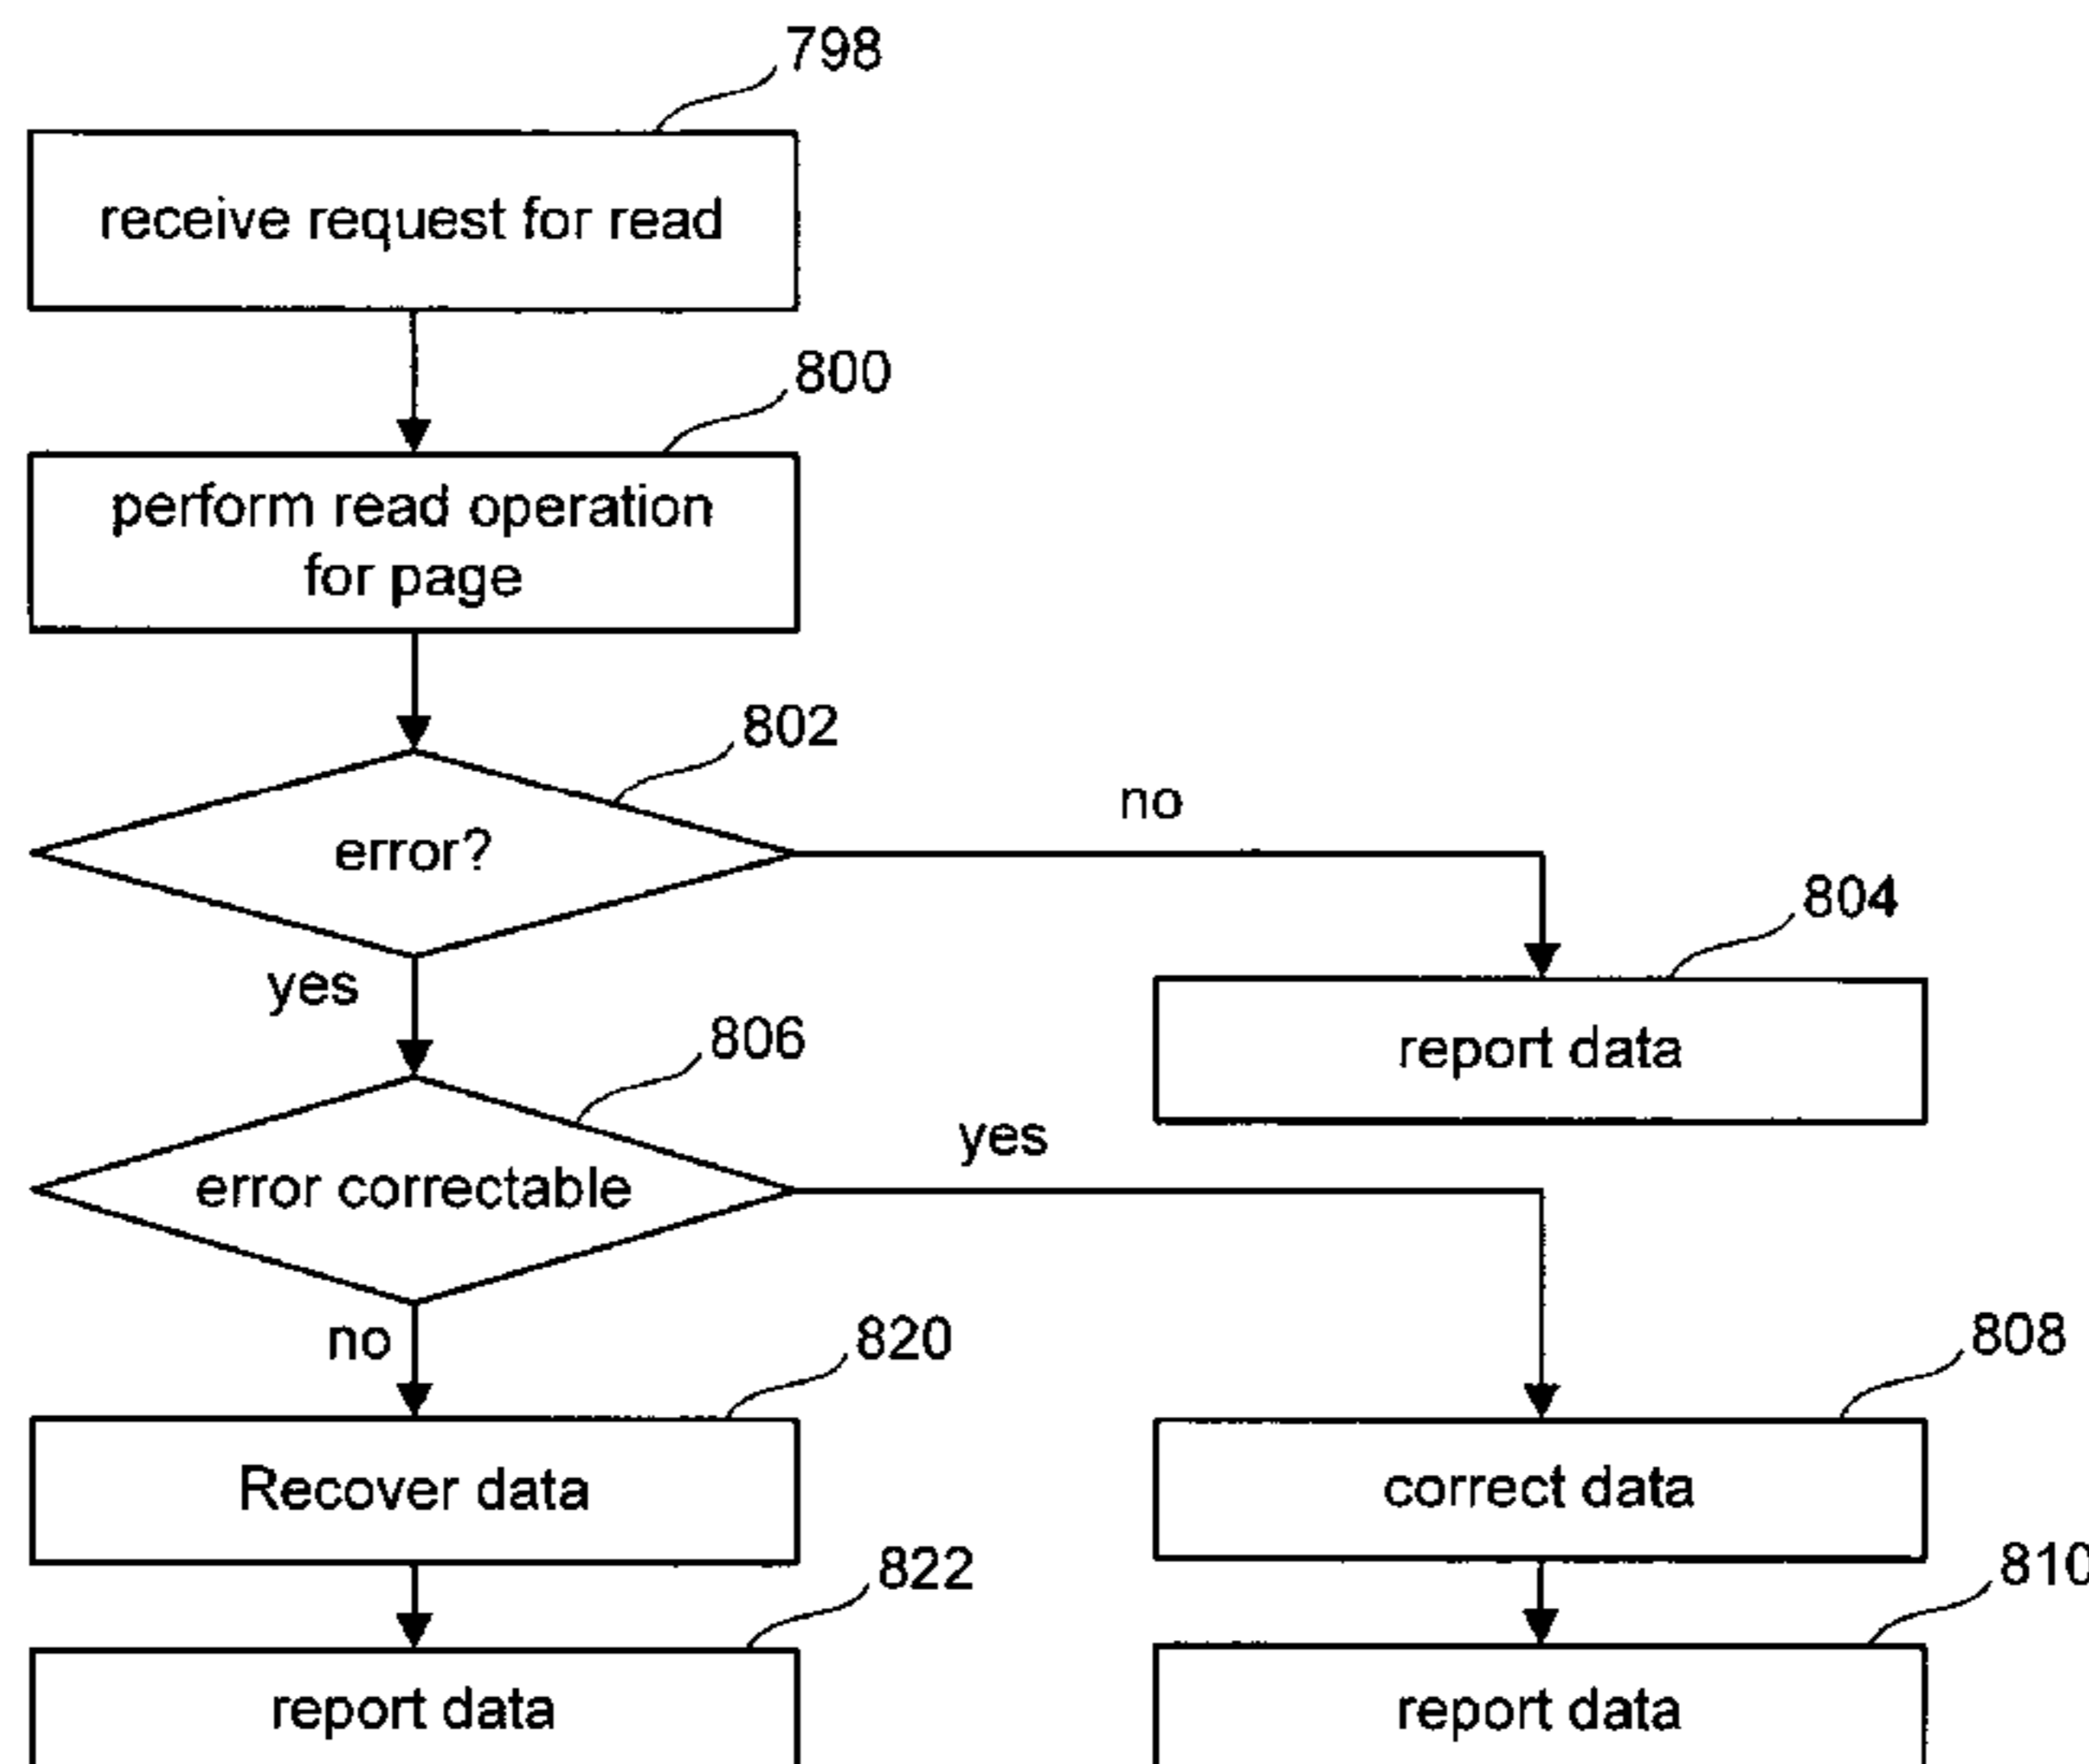 798
receive request for read
800
perform read operation
for page
802
error?
no
804
yes
report data
806
error correctable
yes
no
820
808
Recover data
correct data
822
810
report data
report data